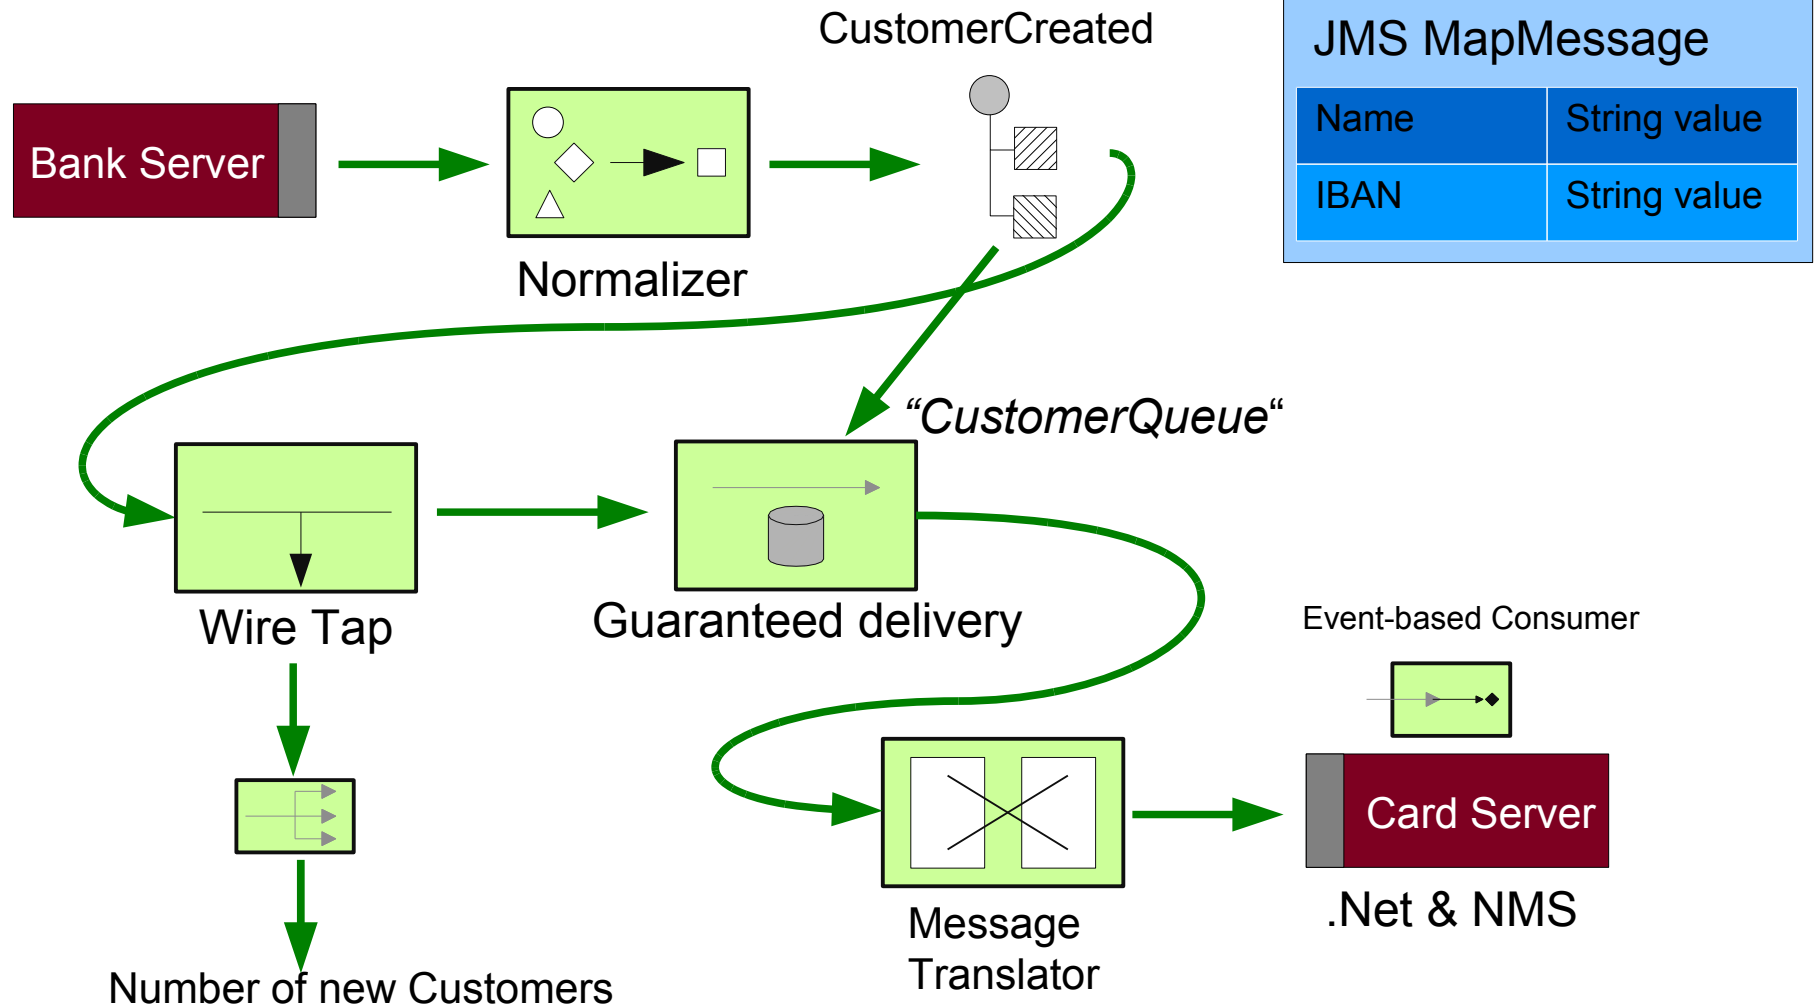 CustomerCreated
JMS MapMessage
Name String value
IBAN String value
Bank Server
Normalizer
“CustomerQueue“
Wire Tap
Guaranteed delivery
Event-based Consumer
Card Server
.Net & NMS
Message
Translator
Number of new Customers